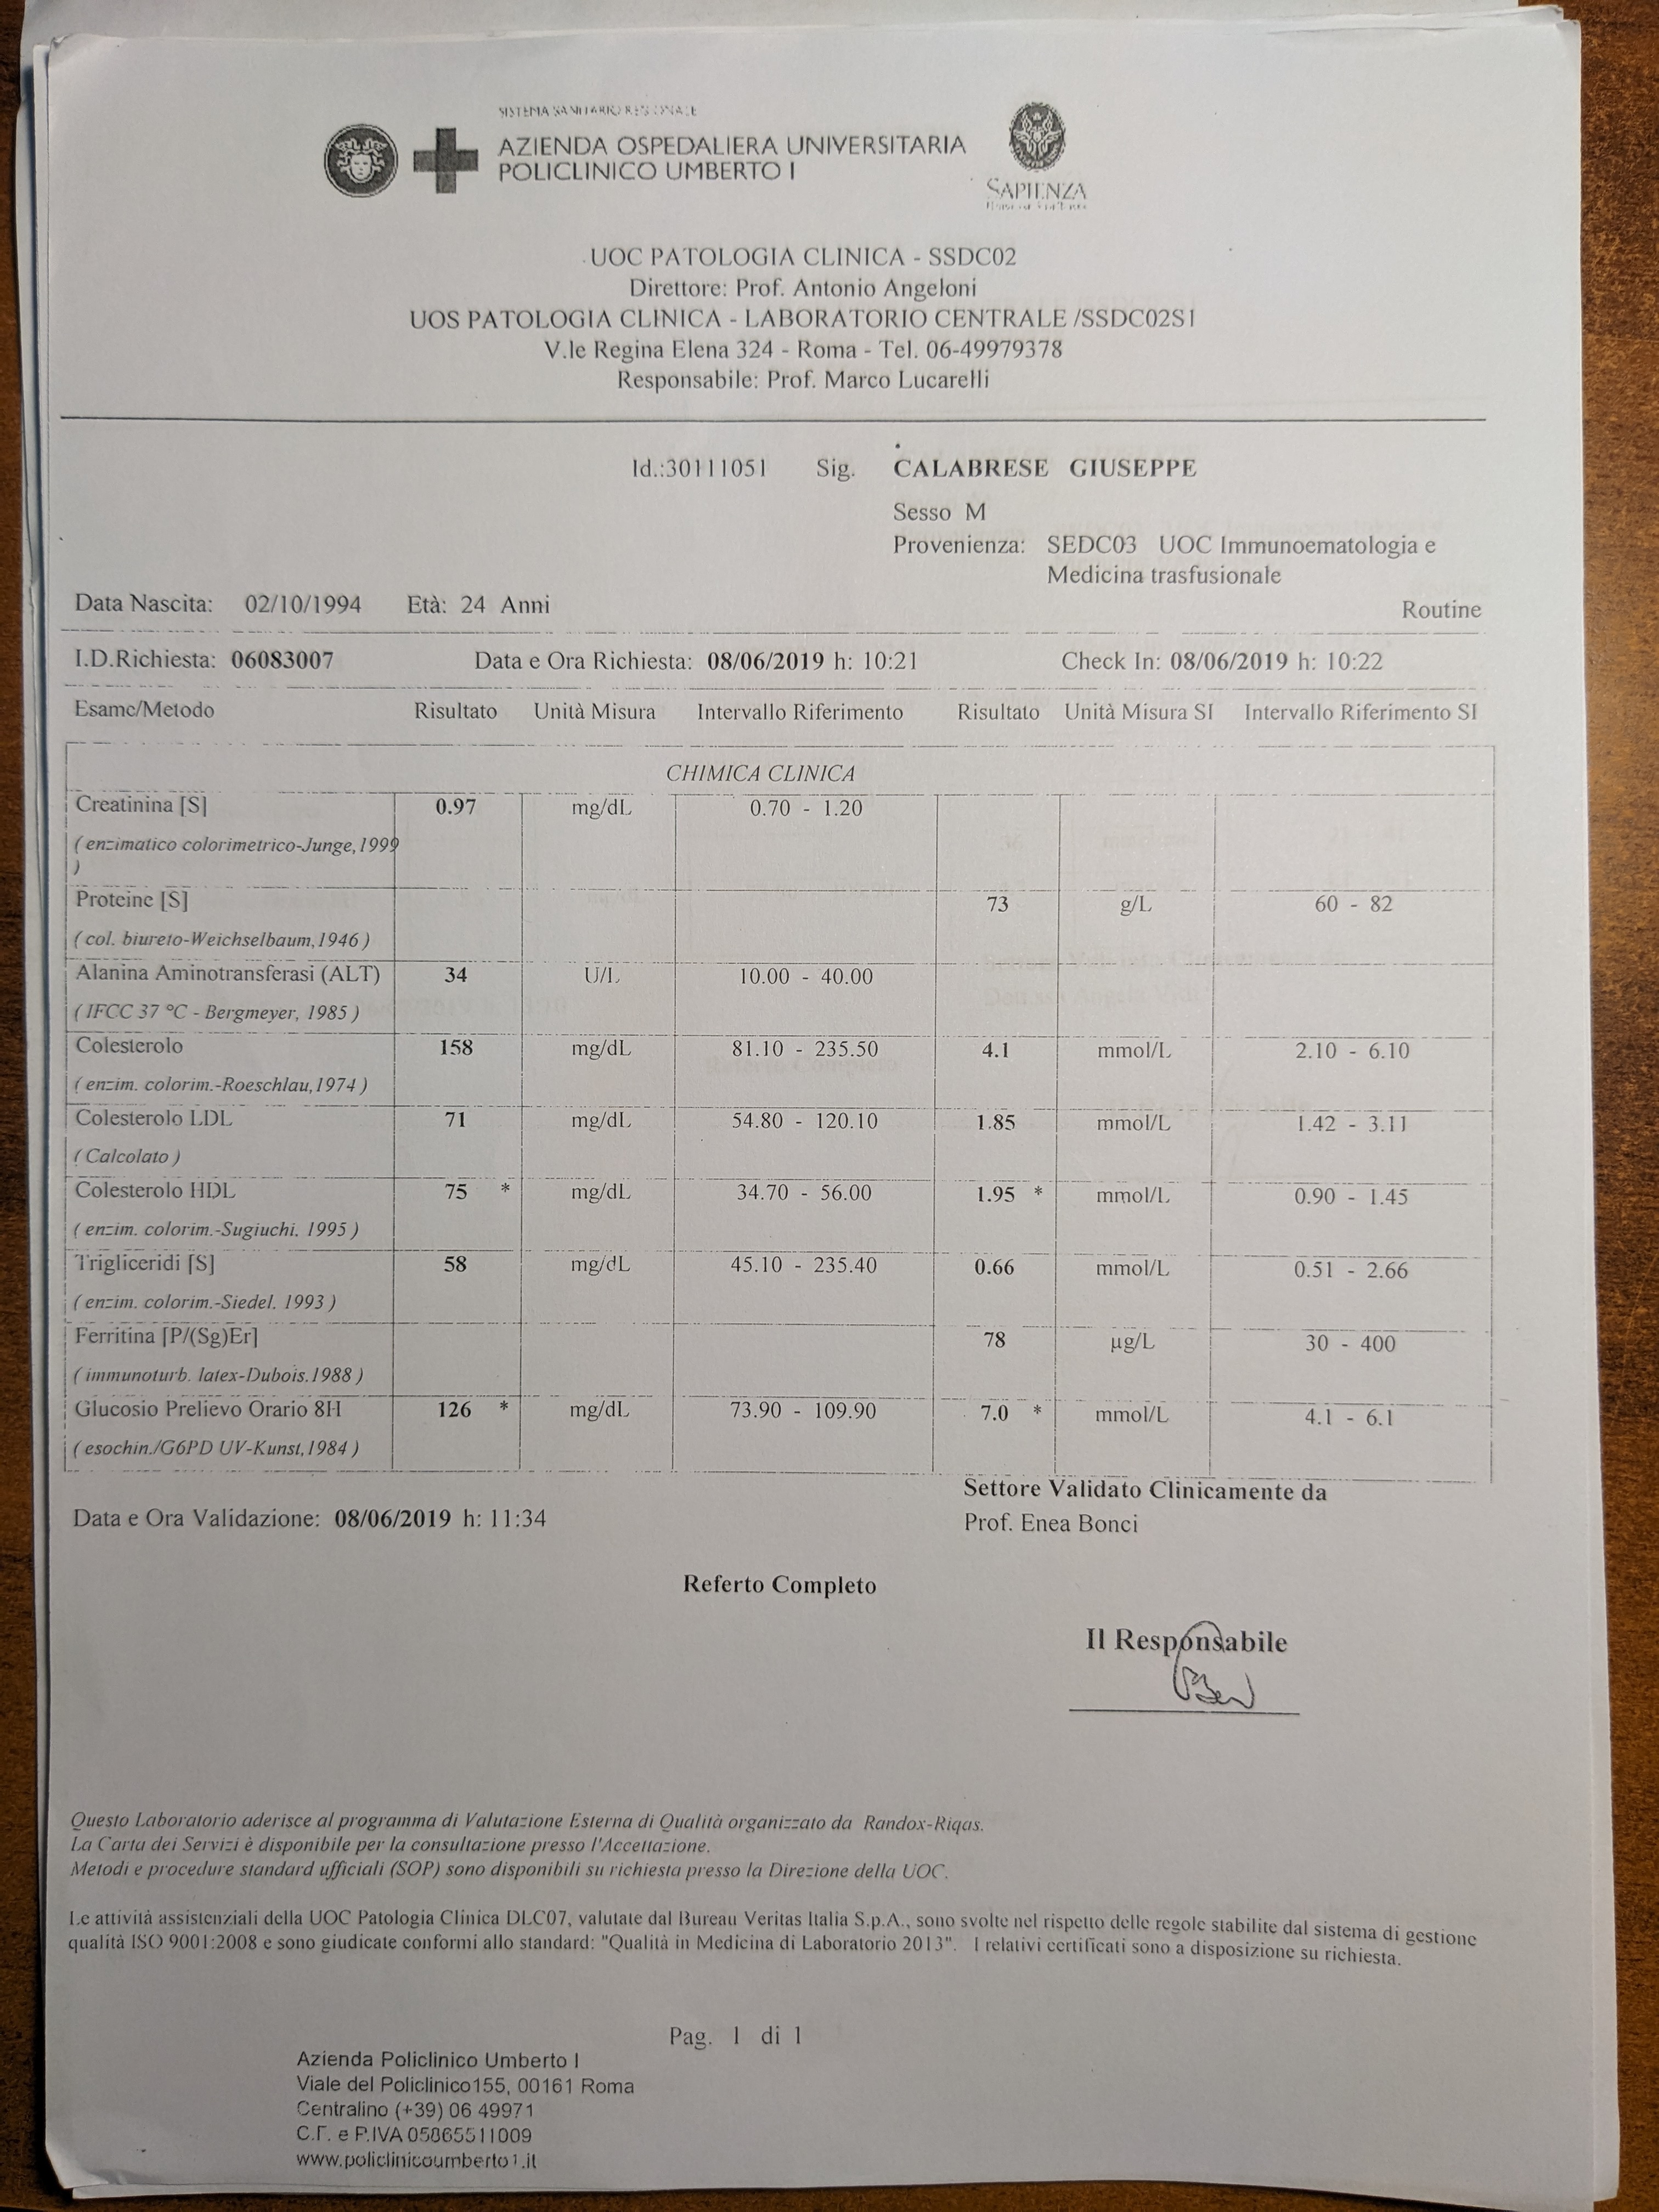 SISTEMA SANITARIO REGIONALE
AZIENDA OSPEDALIERA UNIVERSITARIA
POLICLINICO UMBERTO I
SAPIENZA
UOC PATOLOGIA CLINICA - SSDC02
Direttore: Prof. Antonio Angeloni
UOS PATOLOGIA CLINICA - LABORATORIO CENTRALE /SSDC02S1
V.le Regina Elena 324 - Roma - Tel. 06-49979378
Responsabile: Prof. Marco Lucarelli
Id.:30111051 Sig. CALABRESE GIUSEPPE
Sesso M
Provenienza: SEDC03 UOC Immunoematologia e
Medicina trasfusionale
Data Nascita: 02/10/1994 Età: 24 Anni
Routine
I.D.Richiesta: 06083007 Data e Ora Richiesta: 08/06/2019 h: 10:21 Check In: 08/06/2019 h: 10:22
Esame/Metodo Risultato Unità Misura Intervallo Riferimento Risultato Unità Misura SI Intervallo Riferimento SI
CHIMICA CLINICA
Creatinina [S] 0.97 mg/dL 0.70 - 1.20
( enzimatico colorimetrico-Junge,1999
)
Proteine [S] 73 g/L 60 - 82
( col. biureto-Weichselbaum,1946 )
Alanina Aminotransferasi (ALT) 34 U/L 10.00 - 40.00
( IFCC 37 °C - Bergmeyer, 1985 )
Colesterolo 158 mg/dL 81.10 - 235.50 4.1 mmol/L 2.10 - 6.10
( enzim. colorim.-Roeschlau,1974 )
Colesterolo LDL 71 mg/dL 54.80 - 120.10 1.85 mmol/L 1.42 - 3.11
( Calcolato )
Colesterolo HDL 75 * mg/dL 34.70 - 56.00 1.95 * mmol/L 0.90 - 1.45
( enzim. colorim.-Sugiuchi. 1995 )
Trigliceridi [S] 58 mg/dL 45.10 - 235.40 0.66 mmol/L 0.51 - 2.66
( enzim. colorim.-Siedel. 1993 )
Ferritina [P/(Sg)Er] 78 µg/L 30 - 400
( immunoturb. latex-Dubois.1988 )
Glucosio Prelievo Orario 8H 126 * mg/dL 73.90 - 109.90 7.0 * mmol/L 4.1 - 6.1
( esochin./G6PD UV-Kunst,1984 )
Settore Validato Clinicamente da
Data e Ora Validazione: 08/06/2019 h: 11:34
Prof. Enea Bonci
Referto Completo
Il Responsabile
Questo Laboratorio aderisce al programma di Valutazione Esterna di Qualità organizzato da Randox-Riqas.
La Carta dei Servizi è disponibile per la consultazione presso l'Accettazione.
Metodi e procedure standard ufficiali (SOP) sono disponibili su richiesta presso la Direzione della UOC.
Le attività assistenziali della UOC Patologia Clinica DLC07, valutate dal Bureau Veritas Italia S.p.A., sono svolte nel rispetto delle regole stabilite dal sistema di gestione
qualità ISO 9001:2008 e sono giudicate conformi allo standard: "Qualità in Medicina di Laboratorio 2013". I relativi certificati sono a disposizione su richiesta.
Pag. 1 di 1
Azienda Policlinico Umberto I
Viale del Policlinico155, 00161 Roma
Centralino (+39) 06 49971
C.F. e P.IVA 05865511009
www.policlinicoumberto1.it